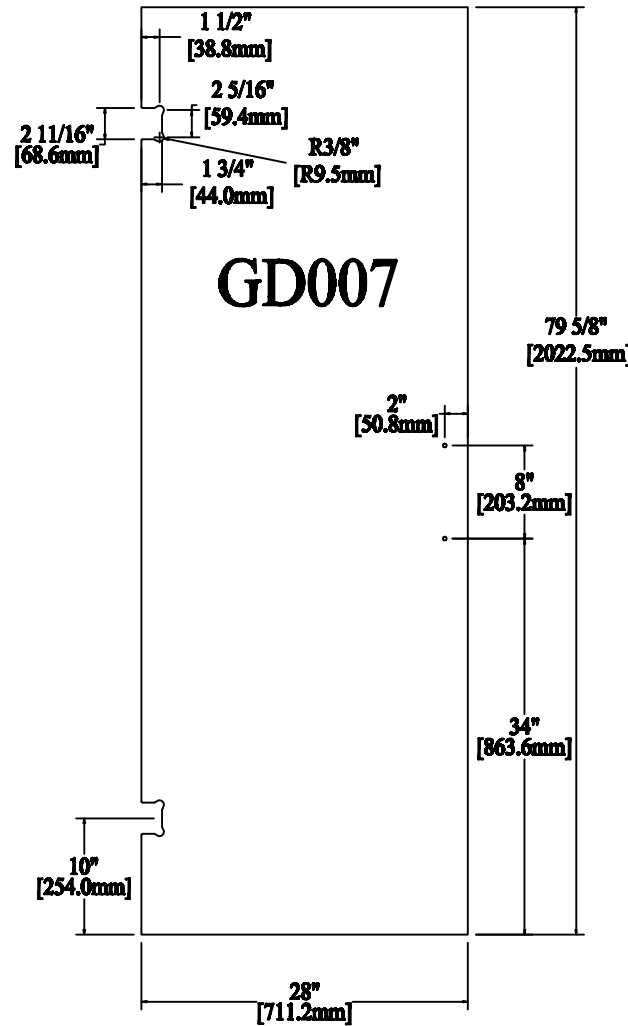 1 1/2"
[38.8mm]
2 5/16"
[59.4mm]
2 11/16"
[68.6mm]
R3/8"
[R9.5mm]
1 3/4"
[44.0mm]
GD007
79 5/8"
[2022.5mm]
2"
[50.8mm]
8"
[203.2mm]
34"
[863.6mm]
10"
[254.0mm]
28"
[711.2mm]